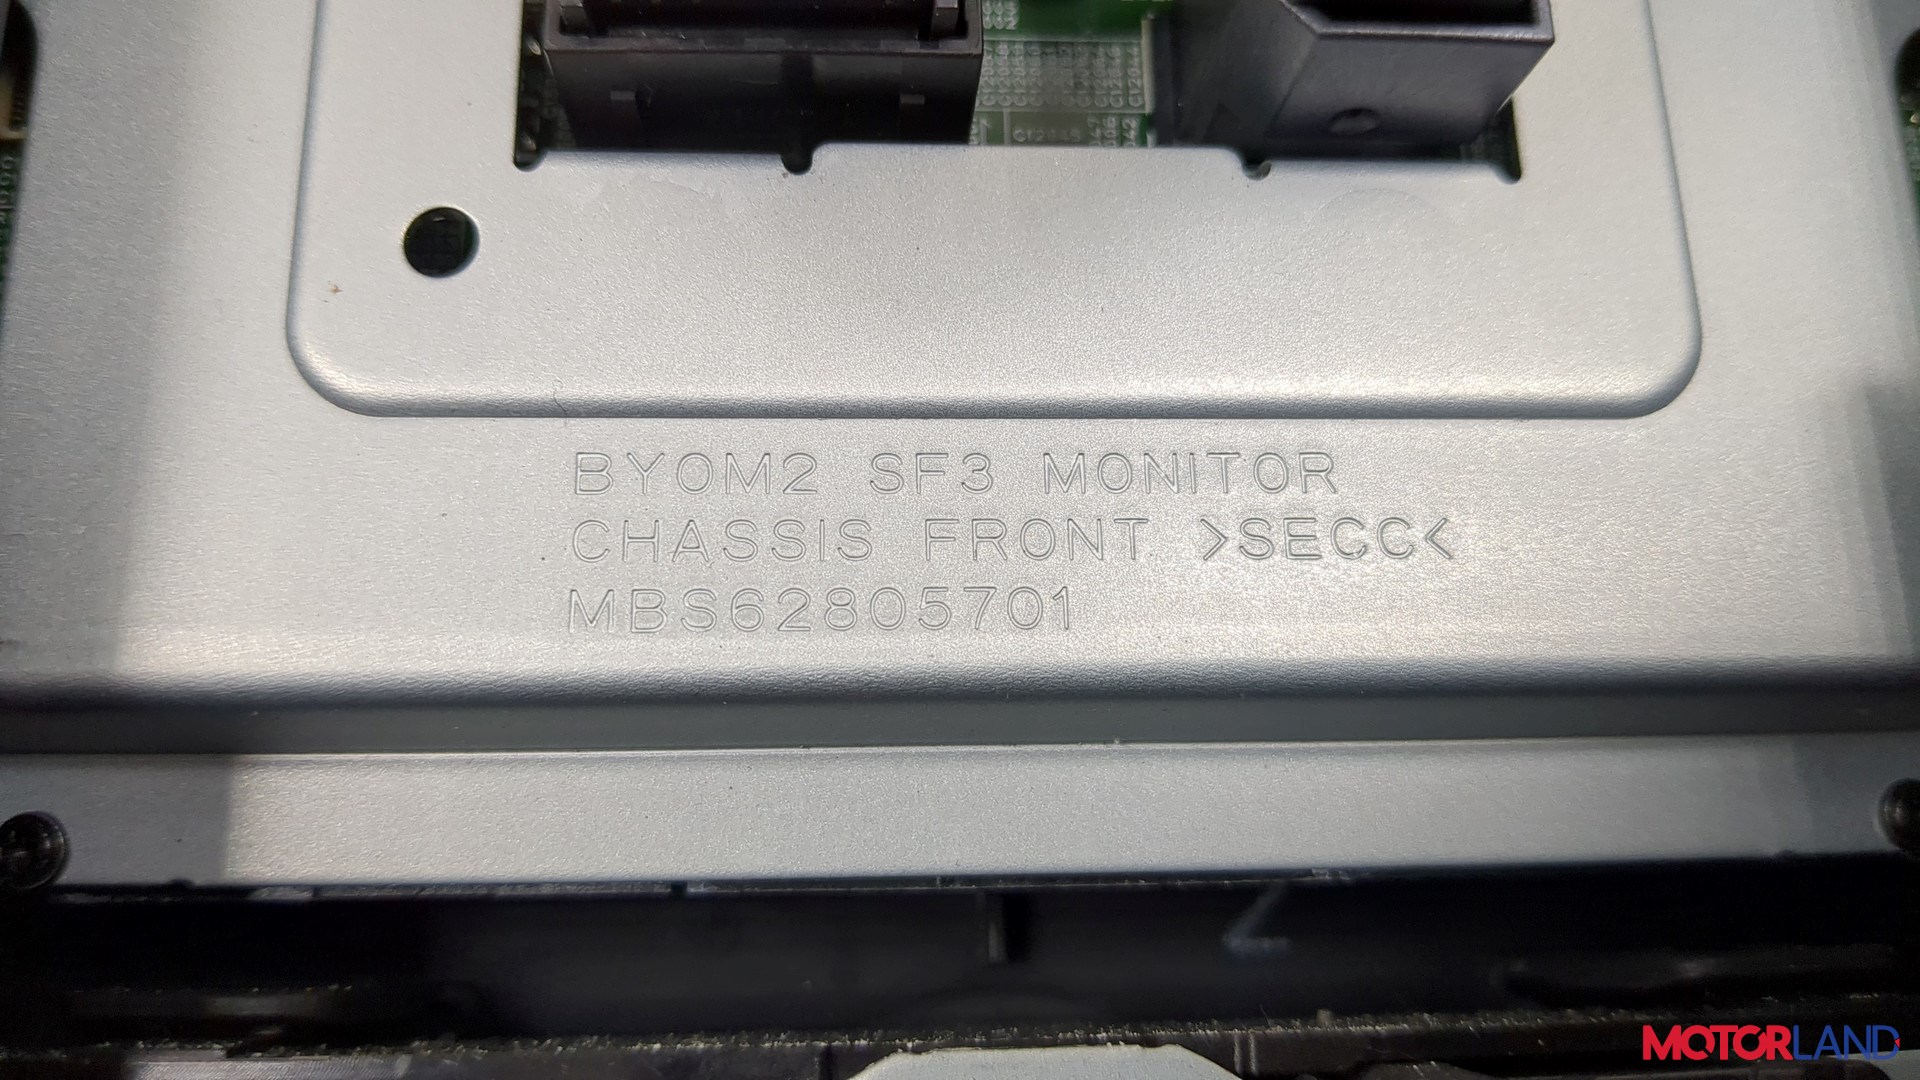 BYOM2 SF3 MONITOR
CHASSIS FRONT >SECC<
MBS62805701
MOTORLAND